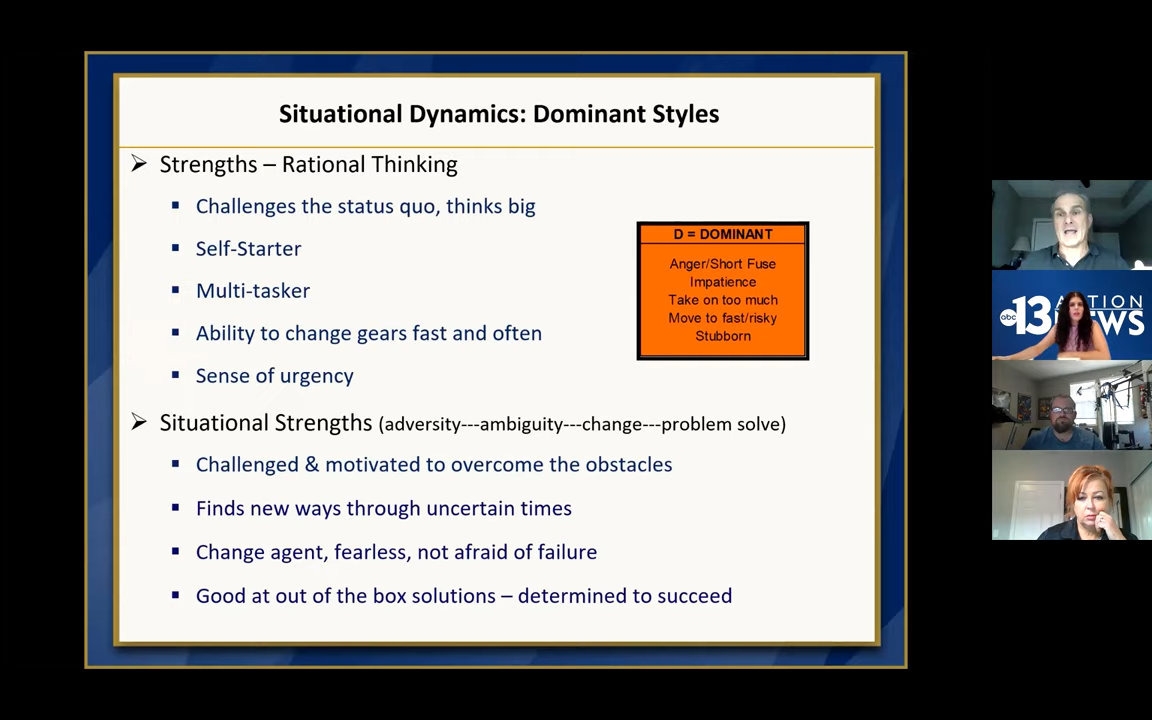 Situational Dynamics: Dominant Styles
Strengths – Rational Thinking
Challenges the status quo, thinks big
Self-Starter
Multi-tasker
Ability to change gears fast and often
Sense of urgency
D = DOMINANT
Anger/Short Fuse
Impatience
Take on too much
Move to fast/risky
Stubborn
Situational Strengths (adversity---ambiguity---change---problem solve)
Challenged & motivated to overcome the obstacles
Finds new ways through uncertain times
Change agent, fearless, not afraid of failure
Good at out of the box solutions – determined to succeed
abc 13